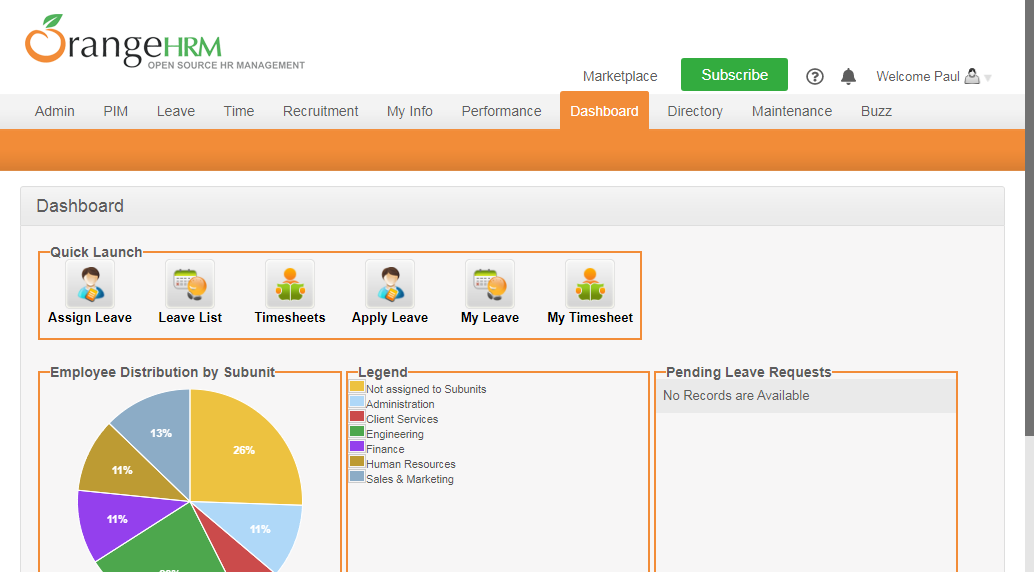 OrangeHRM
OPEN SOURCE HR MANAGEMENT
Marketplace Subscribe ? Welcome Paul
Admin PIM Leave Time Recruitment My Info Performance Dashboard Directory Maintenance Buzz
Dashboard
Quick Launch
Assign Leave Leave List Timesheets Apply Leave My Leave My Timesheet
Employee Distribution by Subunit
13%
26%
11%
11%
11%
Legend
Not assigned to Subunits
Administration
Client Services
Engineering
Finance
Human Resources
Sales & Marketing
Pending Leave Requests
No Records are Available